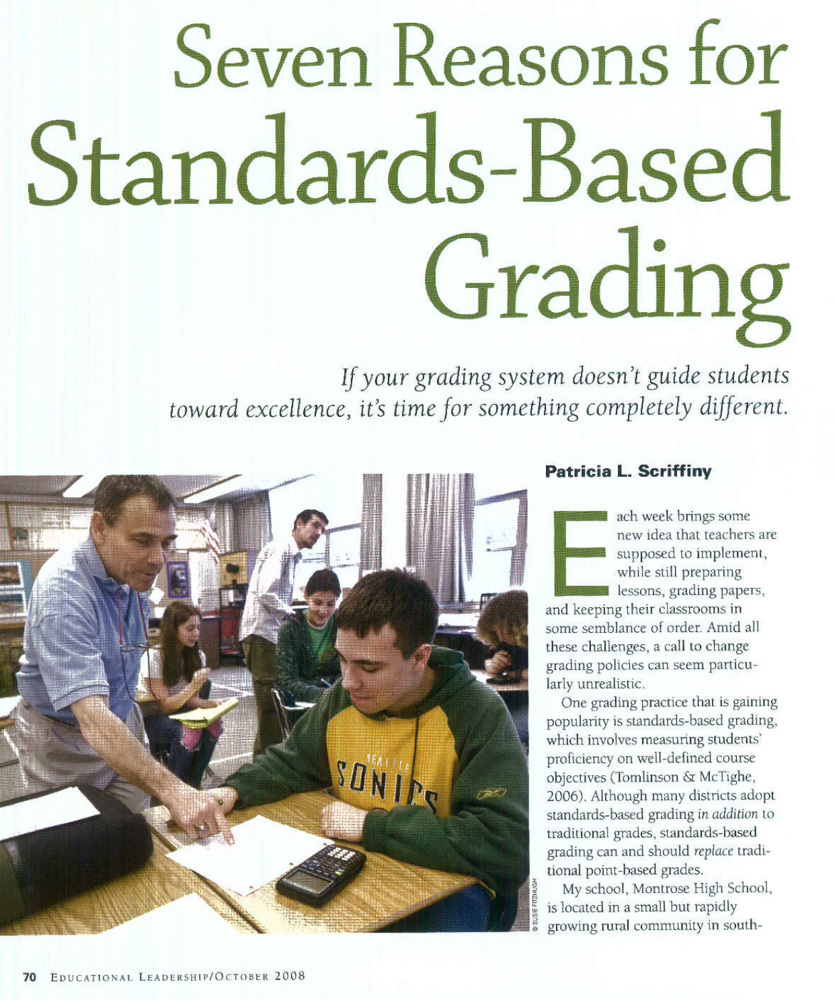 Seven Reasons for
Standards-Based
Grading
If your grading system doesn't guide students
toward excellence, it's time for something completely different.
Patricia L. Scriffiny
Each week brings some
new idea that teachers are
supposed to implement,
while still preparing
lessons, grading papers,
and keeping their classrooms in
some semblance of order. Amid all
these challenges, a call to change
grading policies can seem particu-
larly unrealistic.
One grading practice that is gaining
popularity is standards-based grading,
which involves measuring students'
proficiency on well-defined course
objectives (Tomlinson & McTighe,
2006). Although many districts adopt
standards-based grading in addition to
traditional grades, standards-based
grading can and should replace tradi-
tional point-based grades.
My school, Montrose High School,
is located in a small but rapidly
growing rural community in south-
SEATTLE
SONICS
© SUSIE FITZHUGH
70 EDUCATIONAL LEADERSHIP/OCTOBER 2008